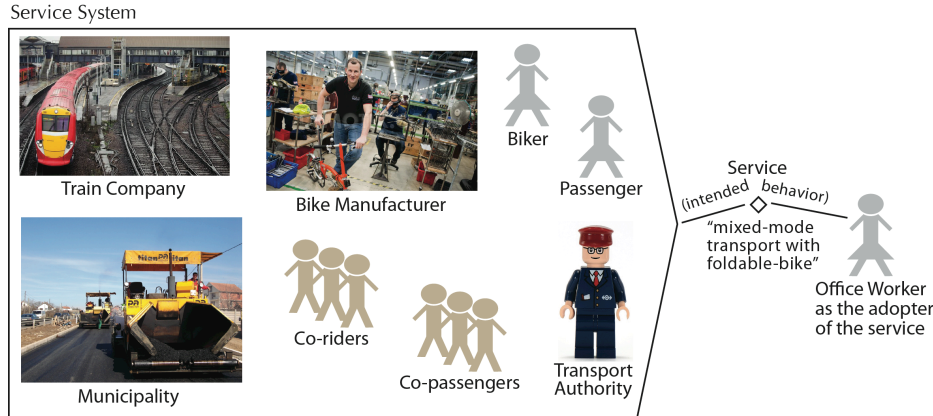 Service System
Train Company
Bike Manufacturer
Biker
Passenger
Municipality
Co-riders
Co-passengers
Transport
Authority
Service
(intended behavior)
“mixed-mode
transport with
foldable-bike”
Office Worker
as the adopter
of the service